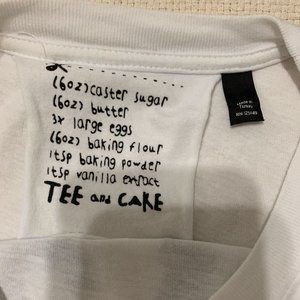 (6oz) caster sugar
(6oz) butter
3x large eggs
(6oz) baking flour
1tsp baking powder
1tsp vanilla extract
TEE and CAKE